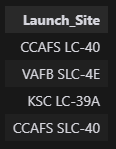 Launch_Site
CCAFS LC-40
VAFB SLC-4E
KSC LC-39A
CCAFS SLC-40